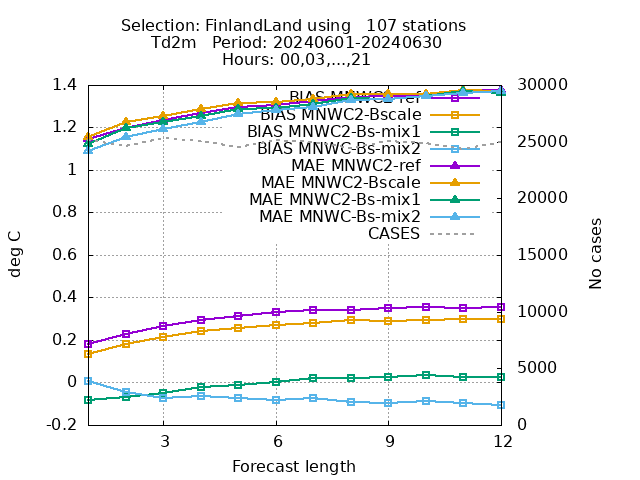 Selection: FinlandLand using   107 stations
Td2m   Period: 20240601-20240630
Hours: 00,03,...,21
1.4
1.2
1
0.8
0.6
0.4
0.2
0
-0.2
deg C
BIAS MNWC2-ref
BIAS MNWC2-Bscale
BIAS MNWC2-Bs-mix1
BIAS MNWC-Bs-mix2
MAE MNWC2-ref
MAE MNWC2-Bscale
MAE MNWC2-Bs-mix1
MAE MNWC-Bs-mix2
CASES
30000
25000
20000
15000
10000
5000
0
No cases
3 6 9 12
Forecast length